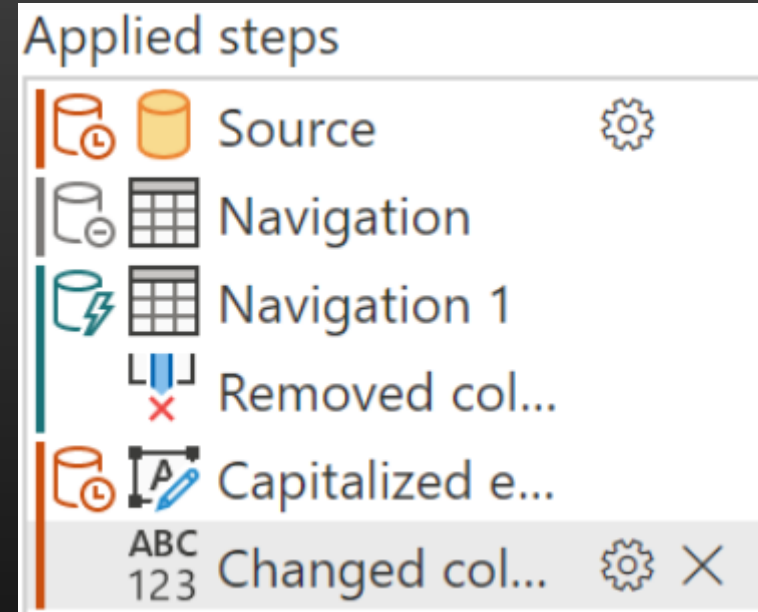 Applied steps
Source
Navigation
Navigation 1
Removed col...
Capitalized e...
ABC
123 Changed col...